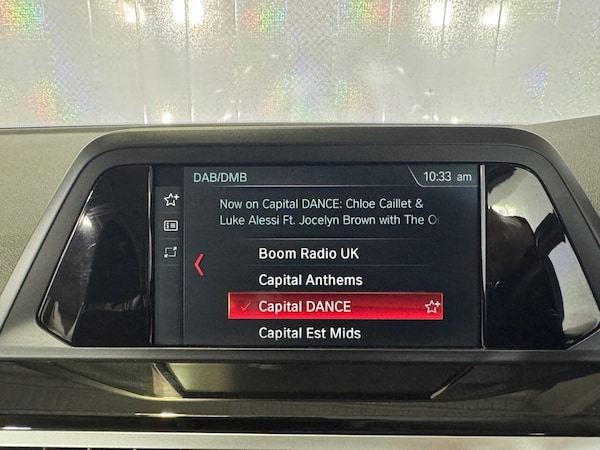 DAB/DMB
10:33 am
Now on Capital DANCE: Chloe Caillet &
Luke Alessi Ft. Jocelyn Brown with The
Boom Radio UK
Capital Anthems
Capital DANCE
Capital Est Mids